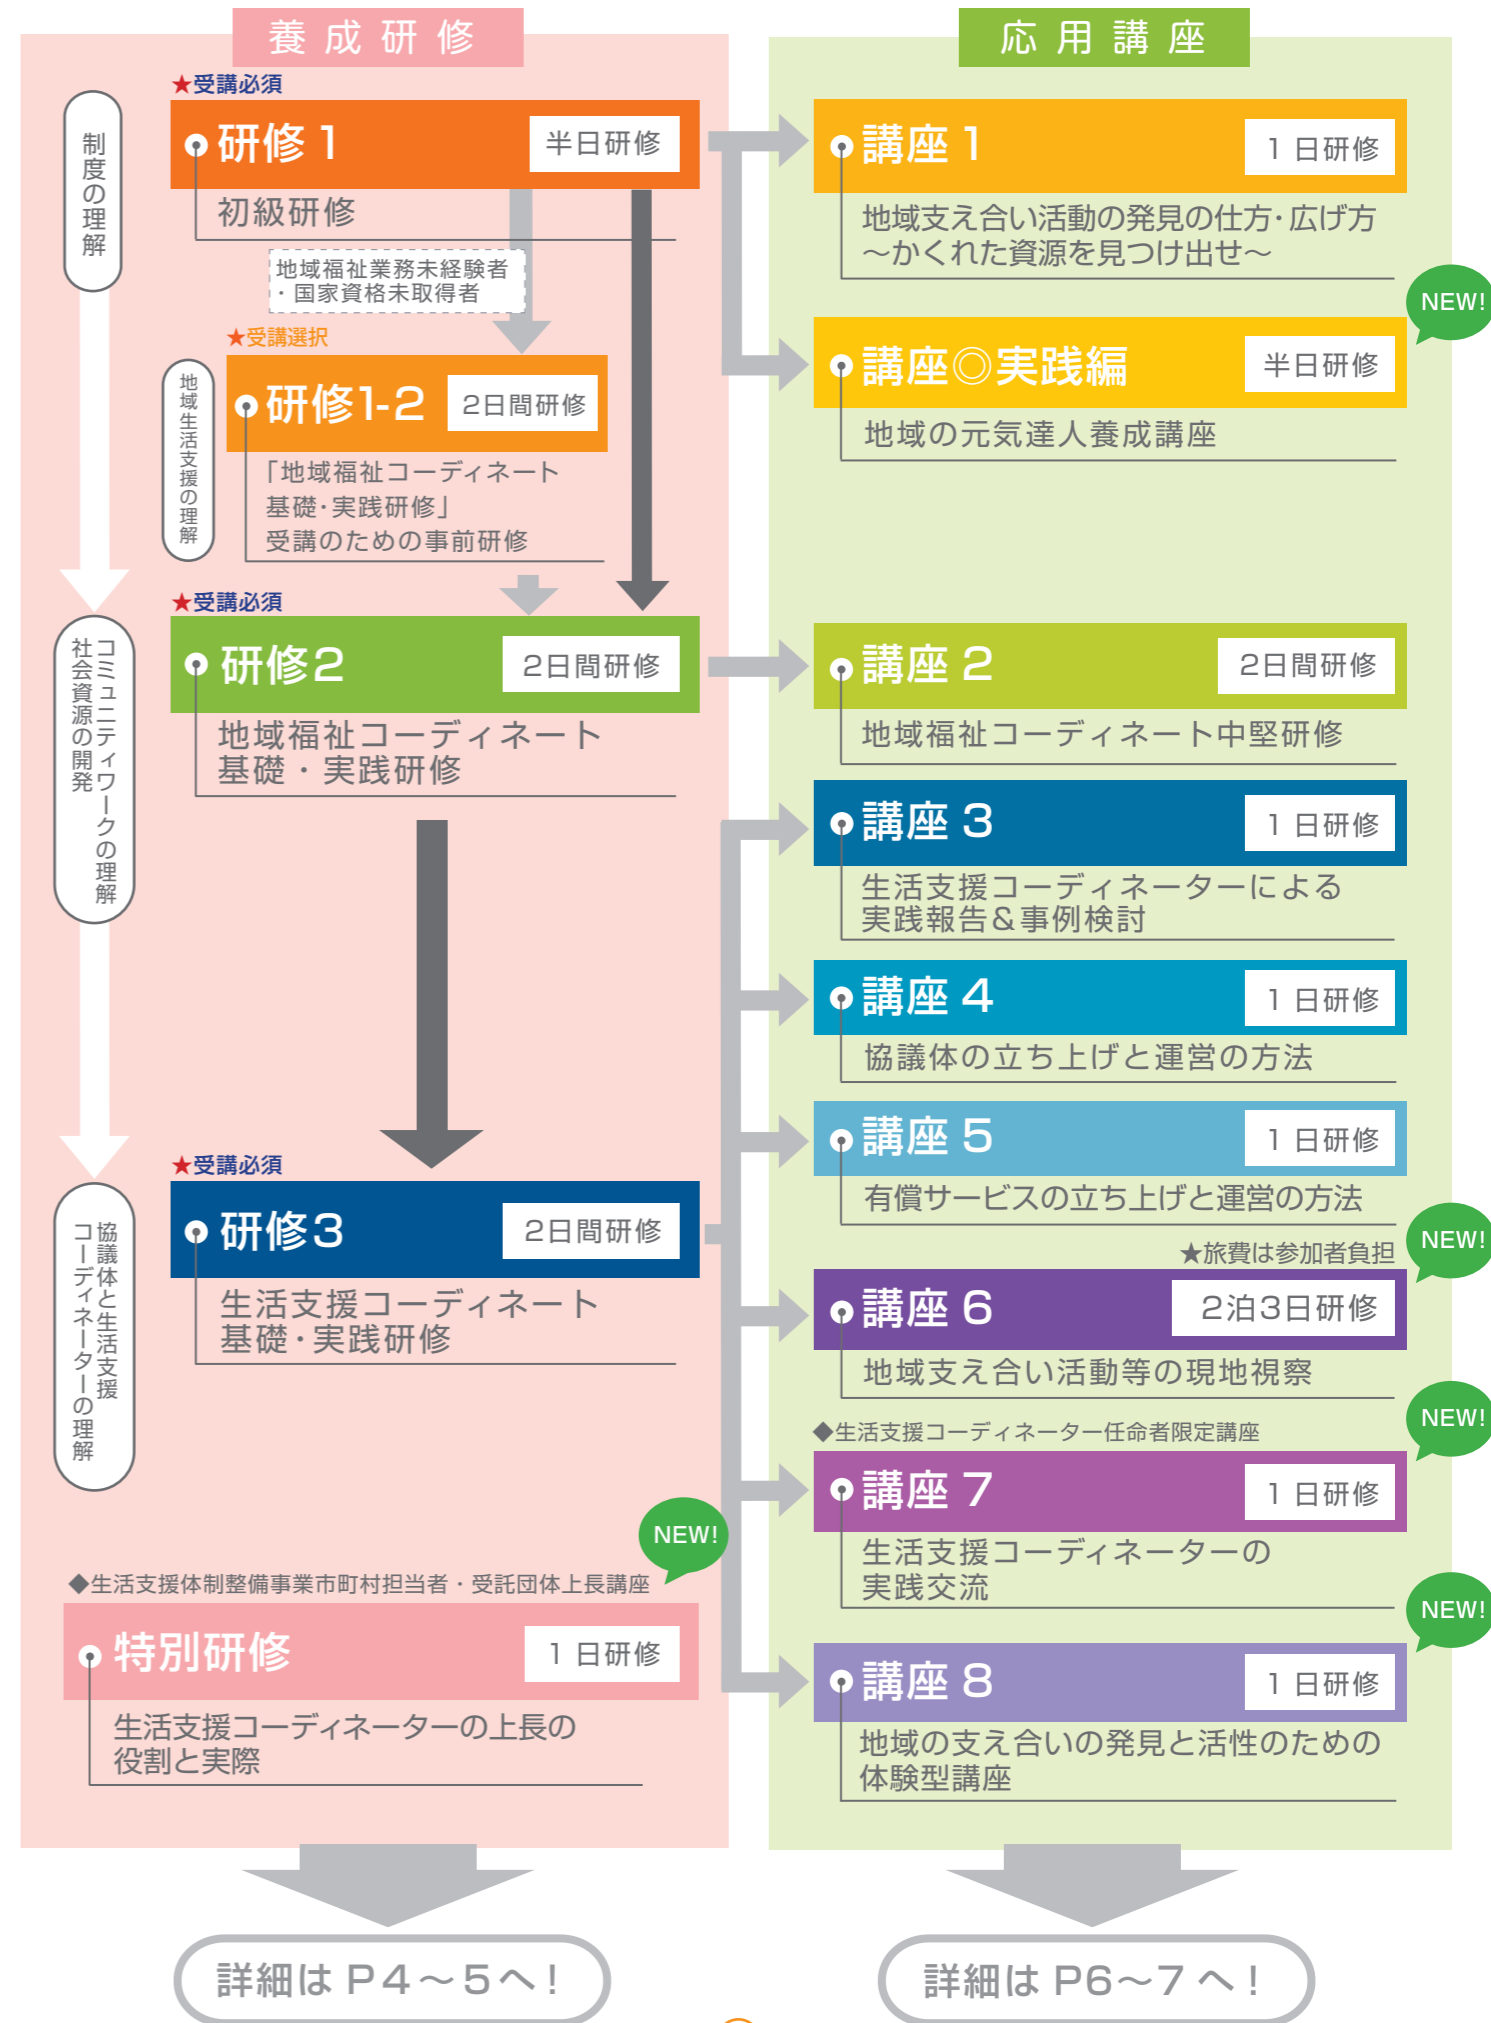 養成研修
制度の理解
★受講必須
研修1
半日研修
初級研修
地域福祉業務未経験者
・国家資格未取得者
★受講選択
地域生活支援の理解
研修1-2
2日間研修
「地域福祉コーディネート
基礎・実践研修」
受講のための事前研修
コミュニティワークの理解
社会資源の開発
★受講必須
研修2
2日間研修
地域福祉コーディネート
基礎・実践研修
協議体と生活支援
コーディネーターの理解
★受講必須
研修3
2日間研修
生活支援コーディネート
基礎・実践研修
NEW!
◆生活支援体制整備事業市町村担当者・受託団体上長講座
特別研修
1日研修
生活支援コーディネーターの上長の
役割と実際
詳細は P4〜5へ!
応用講座
講座1
1日研修
地域支え合い活動の発見の仕方・広げ方
〜かくれた資源を見つけ出せ〜
NEW!
講座◎実践編
半日研修
地域の元気達人養成講座
講座2
2日間研修
地域福祉コーディネート中堅研修
講座3
1日研修
生活支援コーディネーターによる
実践報告&事例検討
講座4
1日研修
協議体の立ち上げと運営の方法
講座5
1日研修
有償サービスの立ち上げと運営の方法
NEW!
★旅費は参加者負担
講座6
2泊3日研修
地域支え合い活動等の現地視察
NEW!
◆生活支援コーディネーター任命者限定講座
講座7
1日研修
生活支援コーディネーターの
実践交流
NEW!
講座8
1日研修
地域の支え合いの発見と活性のための
体験型講座
詳細は P6〜7へ!